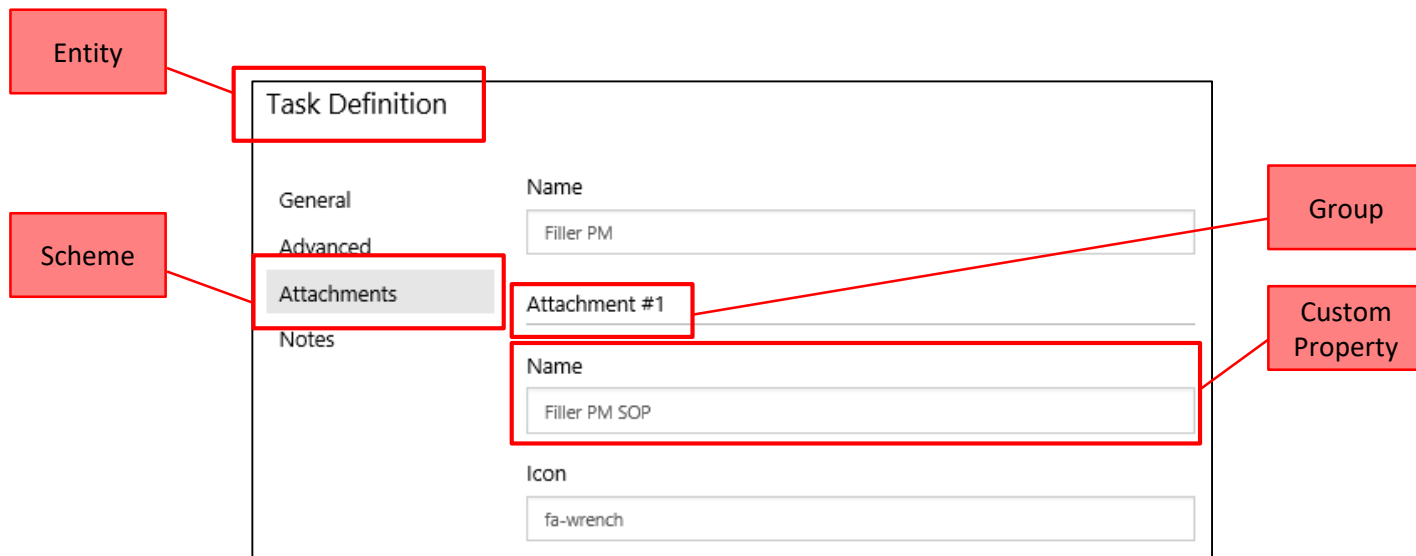 Entity
Task Definition
General
Name
Group
Filler PM
Advanced
Scheme
Attachments
Attachment #1
Custom
Property
Notes
Name
Filler PM SOP
Icon
fa-wrench